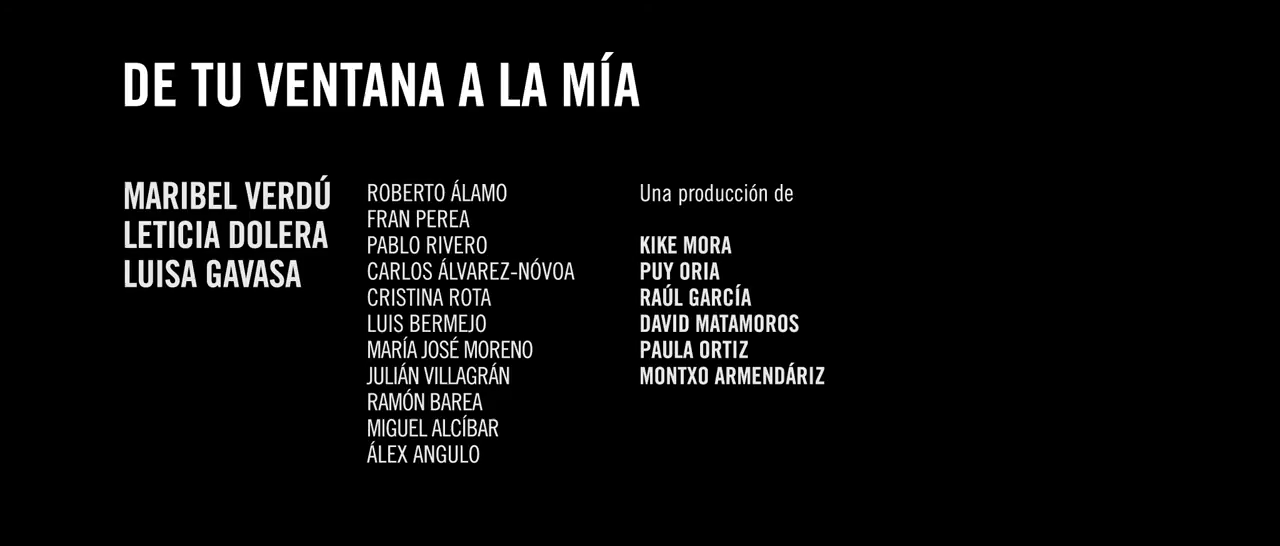 DE TU VENTANA A LA MÍA
MARIBEL VERDÚ
LETICIA DOLERA
LUISA GAVASA
ROBERTO ÁLAMO
FRAN PEREA
PABLO RIVERO
CARLOS ÁLVAREZ-NÓVOA
CRISTINA ROTA
LUIS BERMEJO
MARÍA JOSÉ MORENO
JULIÁN VILLAGRÁN
RAMÓN BAREA
MIGUEL ALCÍBAR
ÁLEX ANGULO
Una producción de
KIKE MORA
PUY ORIA
RAÚL GARCÍA
DAVID MATAMOROS
PAULA ORTIZ
MONTXO ARMENDÁRIZ